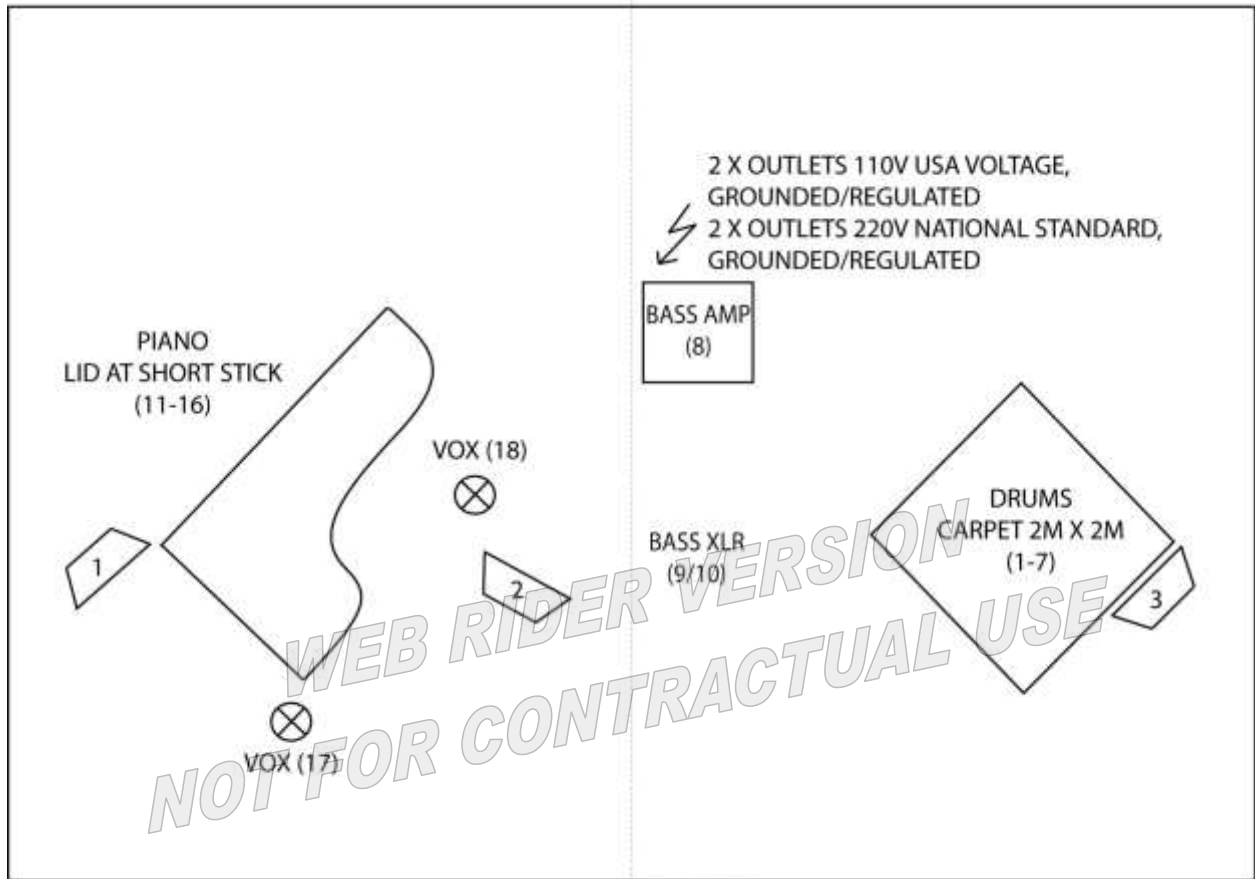 2 X OUTLETS 110V USA VOLTAGE,
GROUNDED/REGULATED
2 X OUTLETS 220V NATIONAL STANDARD,
GROUNDED/REGULATED
BASS AMP
(8)
PIANO
LID AT SHORT STICK
(11-16)
VOX (18)
DRUMS
CARPET 2M X 2M
(1-7)
BASS XLR
(9/10)
1
2
3
VOX (17)
WEB RIDER VERSION
NOT FOR CONTRACTUAL USE